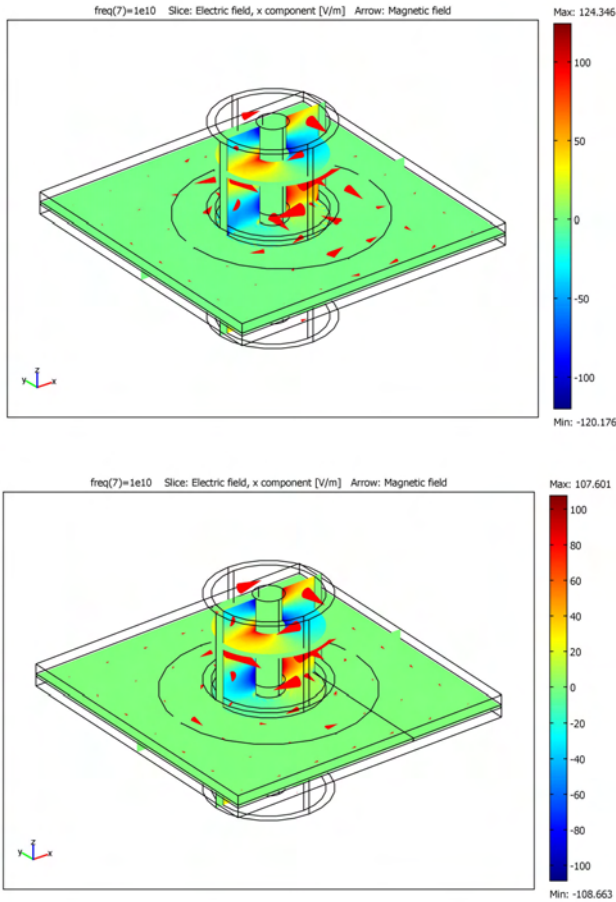 freq(7)=1e10 Slice: Electric field, x component [V/m] Arrow: Magnetic field
Max: 124.346
100
50
0
-50
-100
Min: -120.176
z
y
x
freq(7)=1e10 Slice: Electric field, x component [V/m] Arrow: Magnetic field
Max: 107.601
100
80
60
40
20
0
-20
-40
-60
-80
-100
Min: -108.663
z
y
x